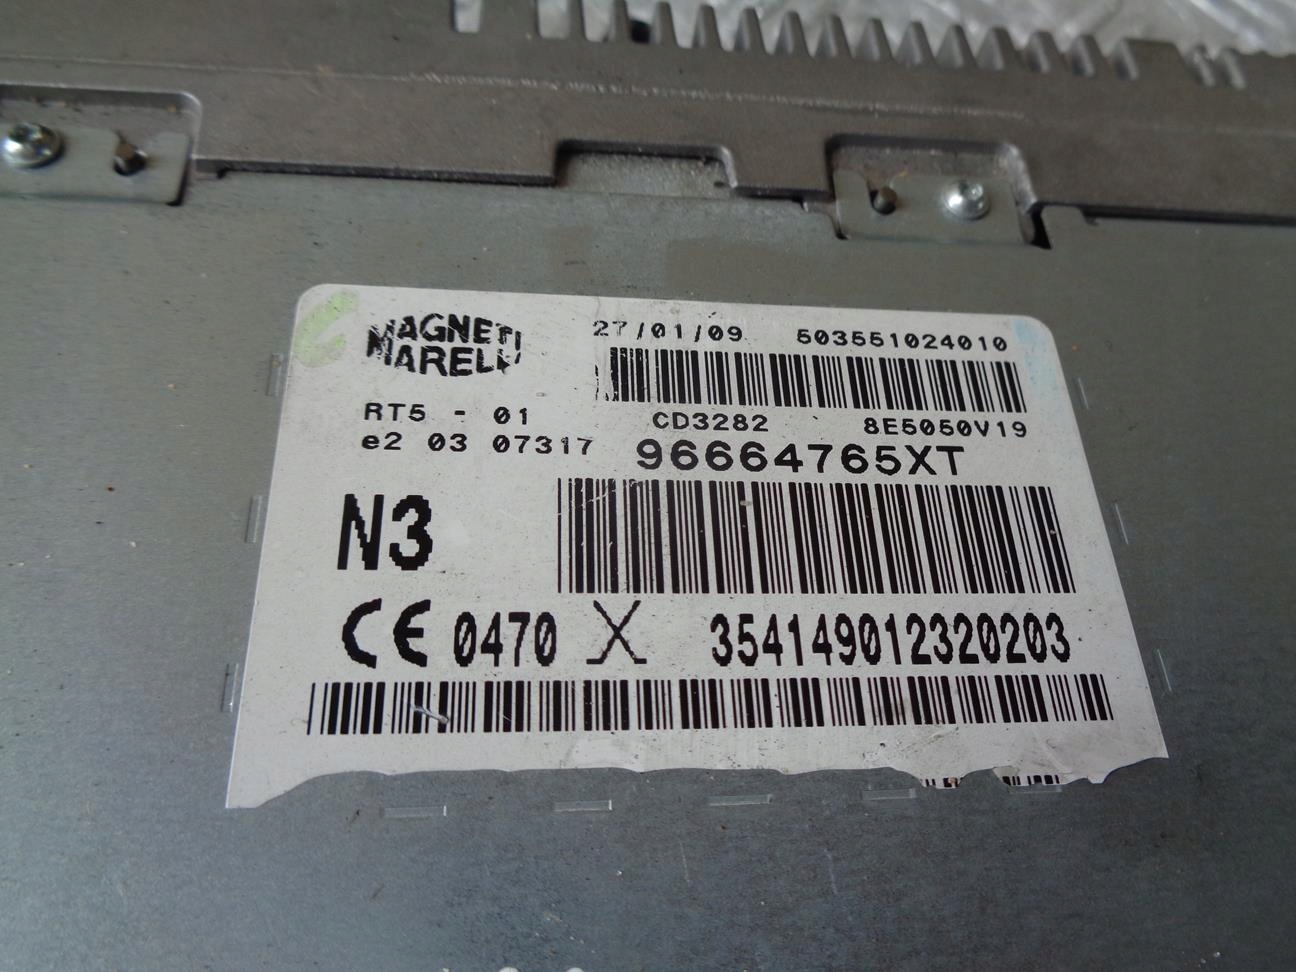 MAGNETI
MARELLI
27/01/09 503551024010
RT5 - 01 CD3282 8E5050V19
e2 03 07317 96664765XT
N3
CE 0470 X 354149012320203